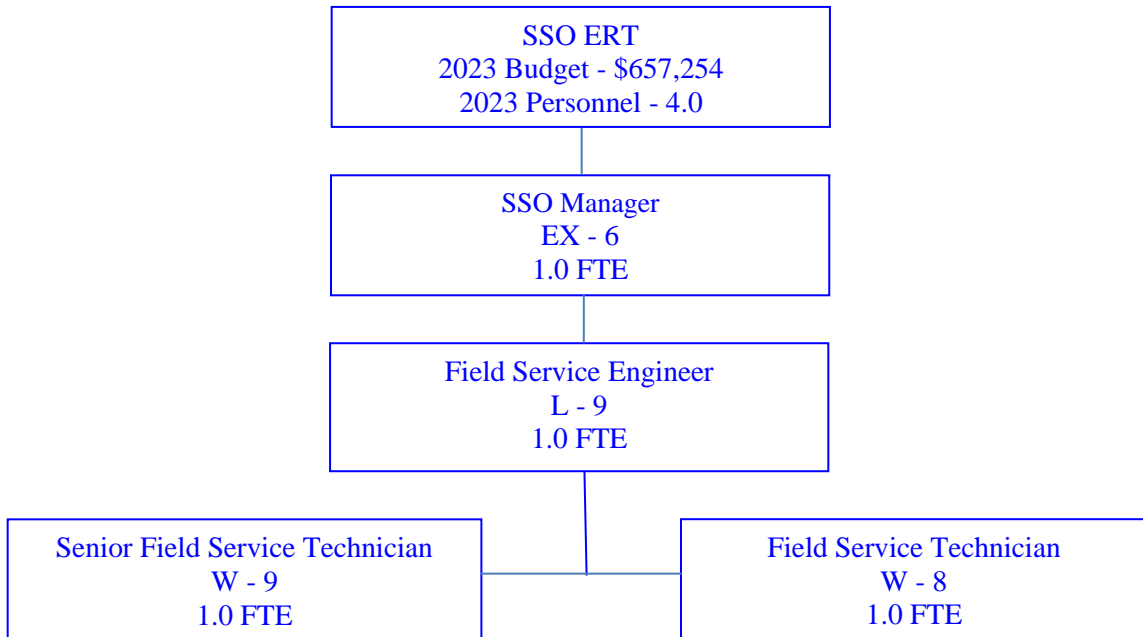 SSO ERT
2023 Budget - $657,254
2023 Personnel - 4.0
SSO Manager
EX - 6
1.0 FTE
Field Service Engineer
L - 9
1.0 FTE
Senior Field Service Technician
W - 9
1.0 FTE
Field Service Technician
W - 8
1.0 FTE